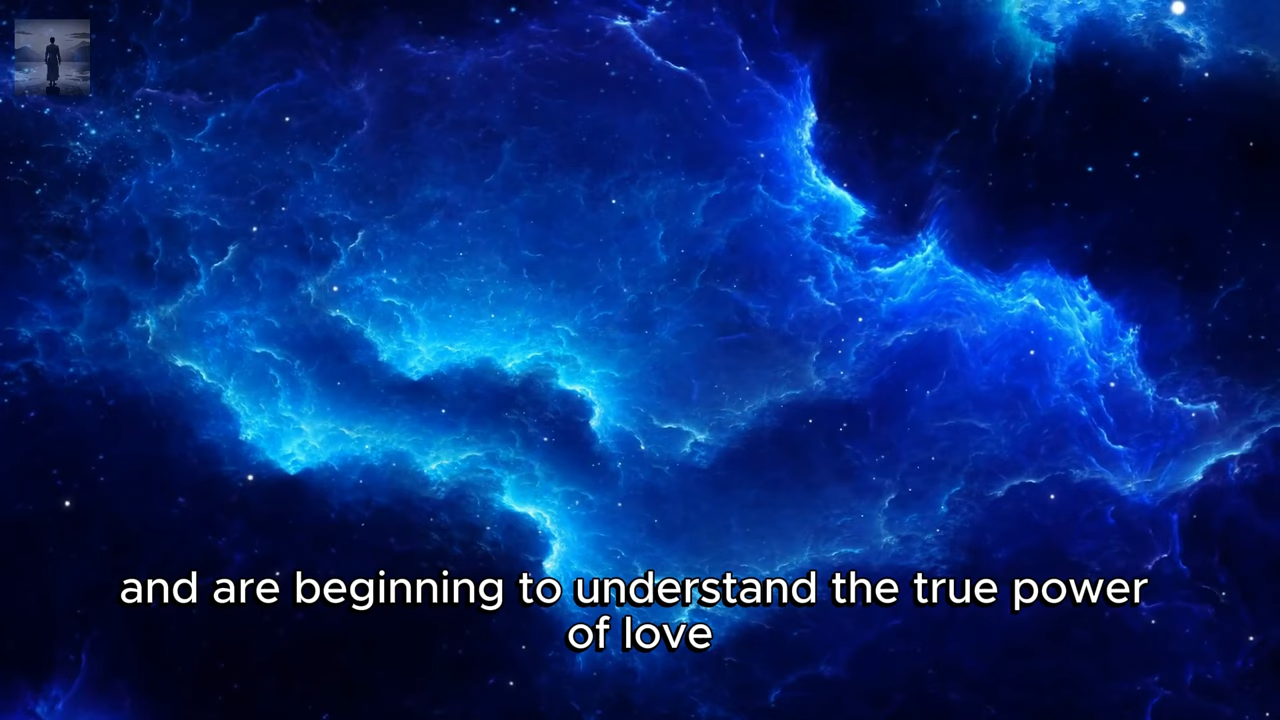 and are beginning to understand the true power
of love